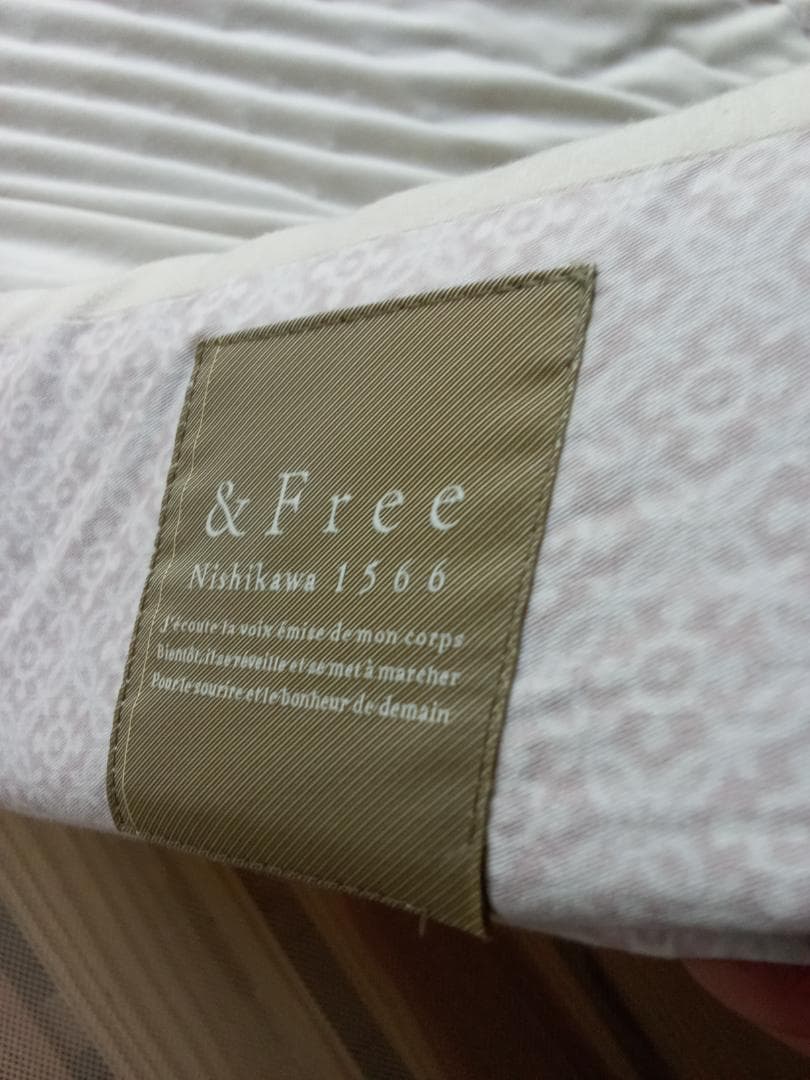 &Free
Nishikawa 1566
J'écoute la voix émise de mon corps
Bientôt, il se réveille et se met à marcher
Pour le sourire et le bonheur de demain